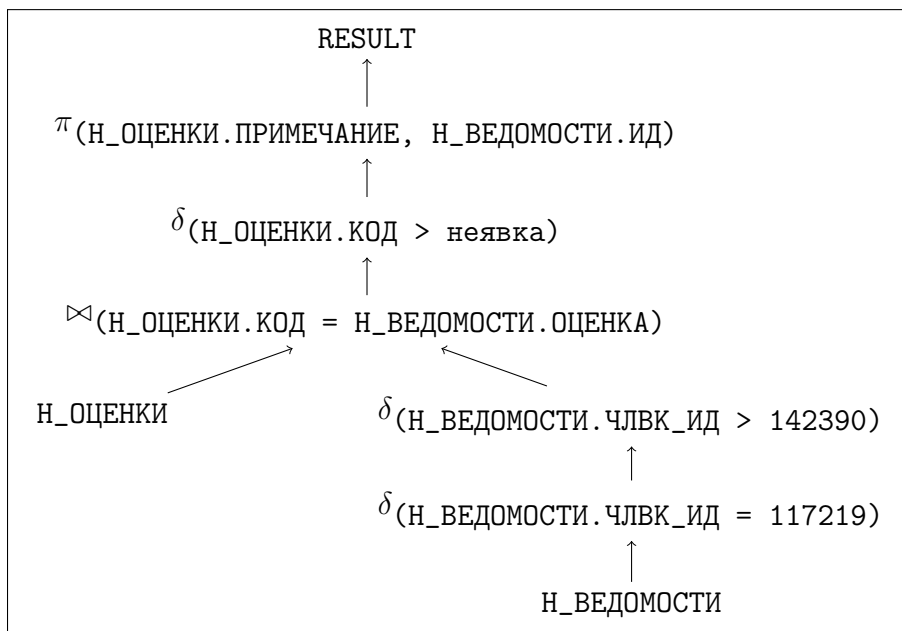 RESULT
π(Н_ОЦЕНКИ.ПРИМЕЧАНИЕ, Н_ВЕДОМОСТИ.ИД)
δ(Н_ОЦЕНКИ.КОД > неявка)
⋈(Н_ОЦЕНКИ.КОД = Н_ВЕДОМОСТИ.ОЦЕНКА)
Н_ОЦЕНКИ
δ(Н_ВЕДОМОСТИ.ЧЛВК_ИД > 142390)
δ(Н_ВЕДОМОСТИ.ЧЛВК_ИД = 117219)
Н_ВЕДОМОСТИ